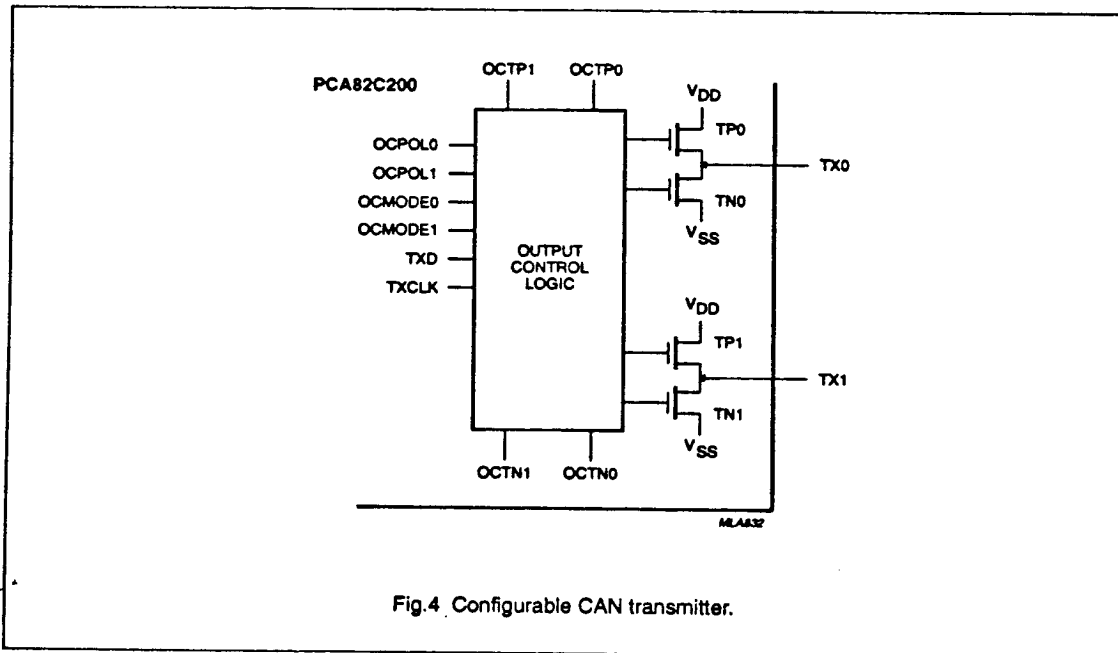 OCTP1 OCTP0
PCA82C200
VDD
TP0
OCPOL0
OCPOL1
TX0
OCMODE0
TN0
OCMODE1
VSS
TXD
OUTPUT
CONTROL
LOGIC
TXCLK
VDD
TP1
TX1
TN1
VSS
OCTN1 OCTN0
MLA832
Fig.4 Configurable CAN transmitter.